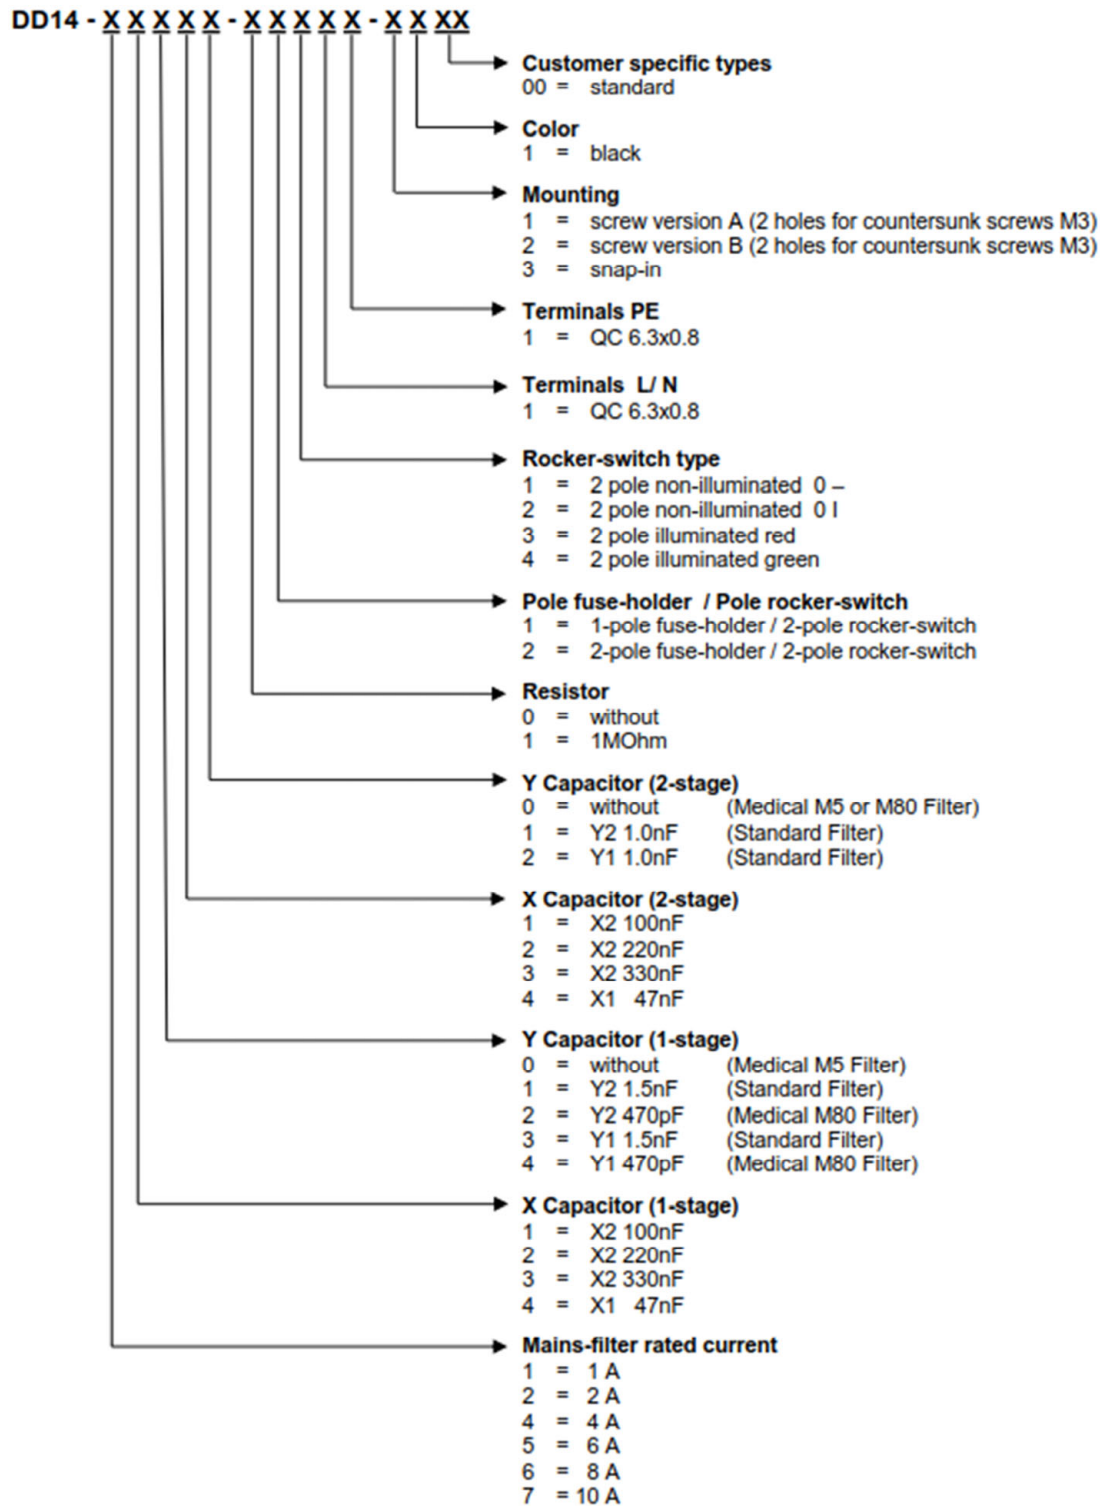 DD14 - X X X X X - X X X X X - X X XX
Customer specific types
00 = standard
Color
1 = black
Mounting
1 = screw version A (2 holes for countersunk screws M3)
2 = screw version B (2 holes for countersunk screws M3)
3 = snap-in
Terminals PE
1 = QC 6.3x0.8
Terminals L/ N
1 = QC 6.3x0.8
Rocker-switch type
1 = 2 pole non-illuminated 0 –
2 = 2 pole non-illuminated 0 I
3 = 2 pole illuminated red
4 = 2 pole illuminated green
Pole fuse-holder / Pole rocker-switch
1 = 1-pole fuse-holder / 2-pole rocker-switch
2 = 2-pole fuse-holder / 2-pole rocker-switch
Resistor
0 = without
1 = 1MOhm
Y Capacitor (2-stage)
0 = without (Medical M5 or M80 Filter)
1 = Y2 1.0nF (Standard Filter)
2 = Y1 1.0nF (Standard Filter)
X Capacitor (2-stage)
1 = X2 100nF
2 = X2 220nF
3 = X2 330nF
4 = X1 47nF
Y Capacitor (1-stage)
0 = without (Medical M5 Filter)
1 = Y2 1.5nF (Standard Filter)
2 = Y2 470pF (Medical M80 Filter)
3 = Y1 1.5nF (Standard Filter)
4 = Y1 470pF (Medical M80 Filter)
X Capacitor (1-stage)
1 = X2 100nF
2 = X2 220nF
3 = X2 330nF
4 = X1 47nF
Mains-filter rated current
1 = 1 A
2 = 2 A
4 = 4 A
5 = 6 A
6 = 8 A
7 = 10 A